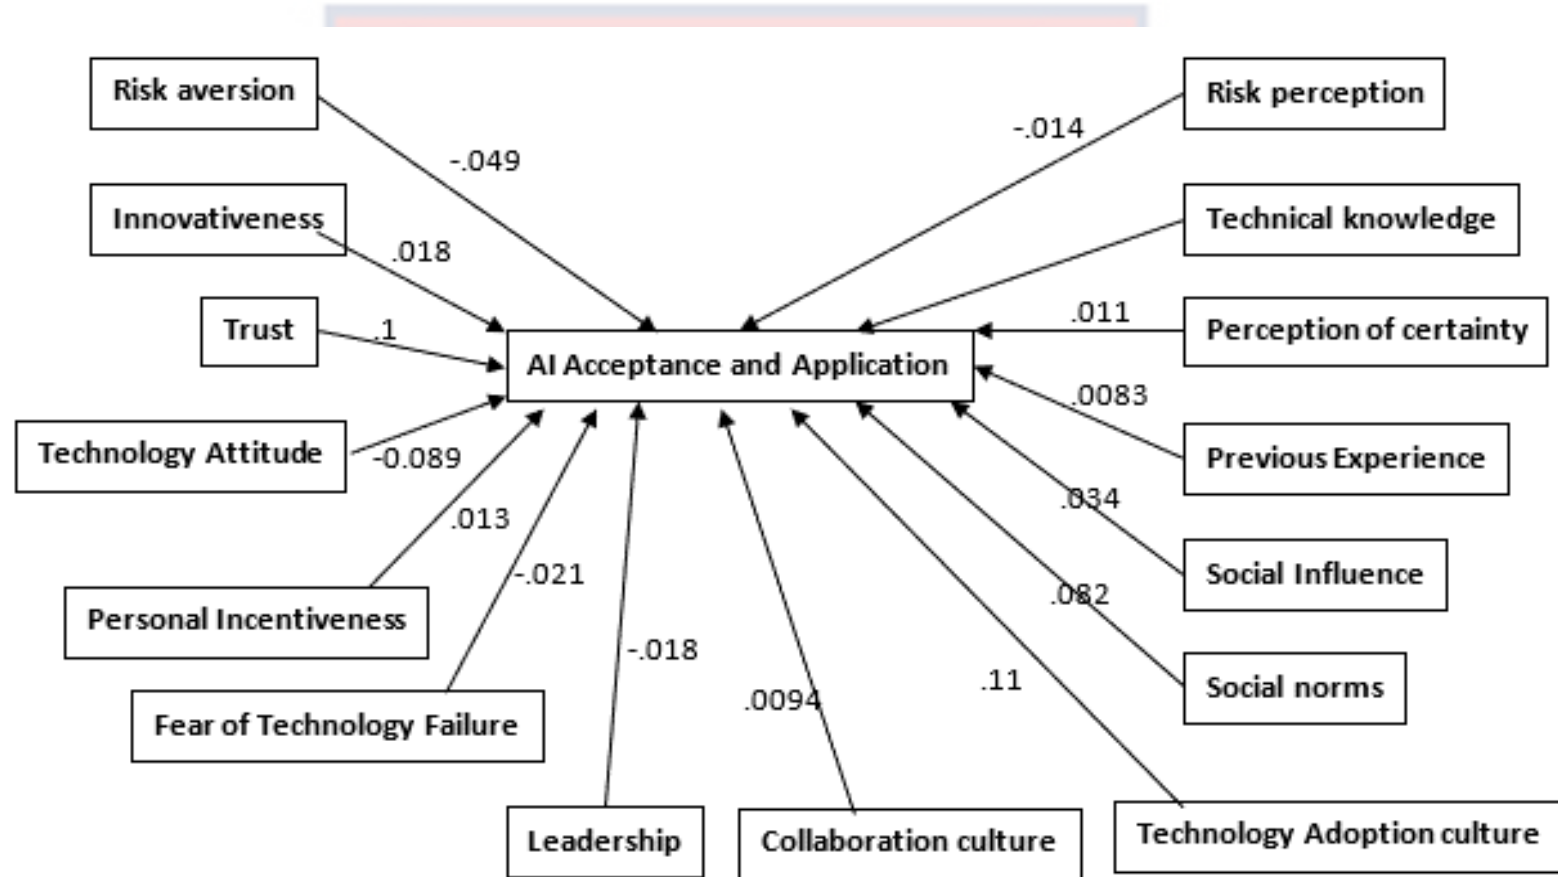 Risk aversion
Risk perception
-.014
-.049
Innovativeness
Technical knowledge
.018
Trust
.1
.011
Perception of certainty
AI Acceptance and Application
.0083
Technology Attitude
-0.089
Previous Experience
.034
.013
-.021
Social Influence
.082
Personal Incentiveness
-.018
Social norms
.11
.0094
Fear of Technology Failure
Leadership
Collaboration culture
Technology Adoption culture